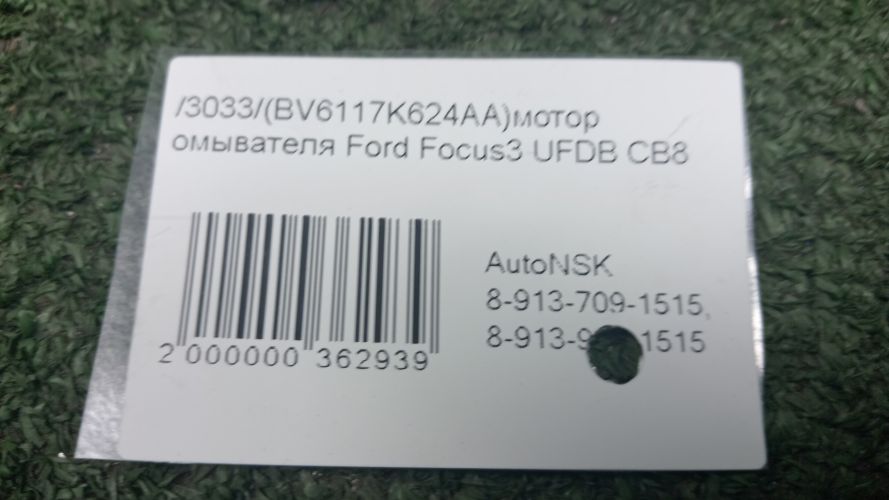 /3033/(BV6117K624AA)мотор
омывателя Ford Focus3 UFDB CB8
AutoNSK
8-913-709-1515,
2 000000 362939